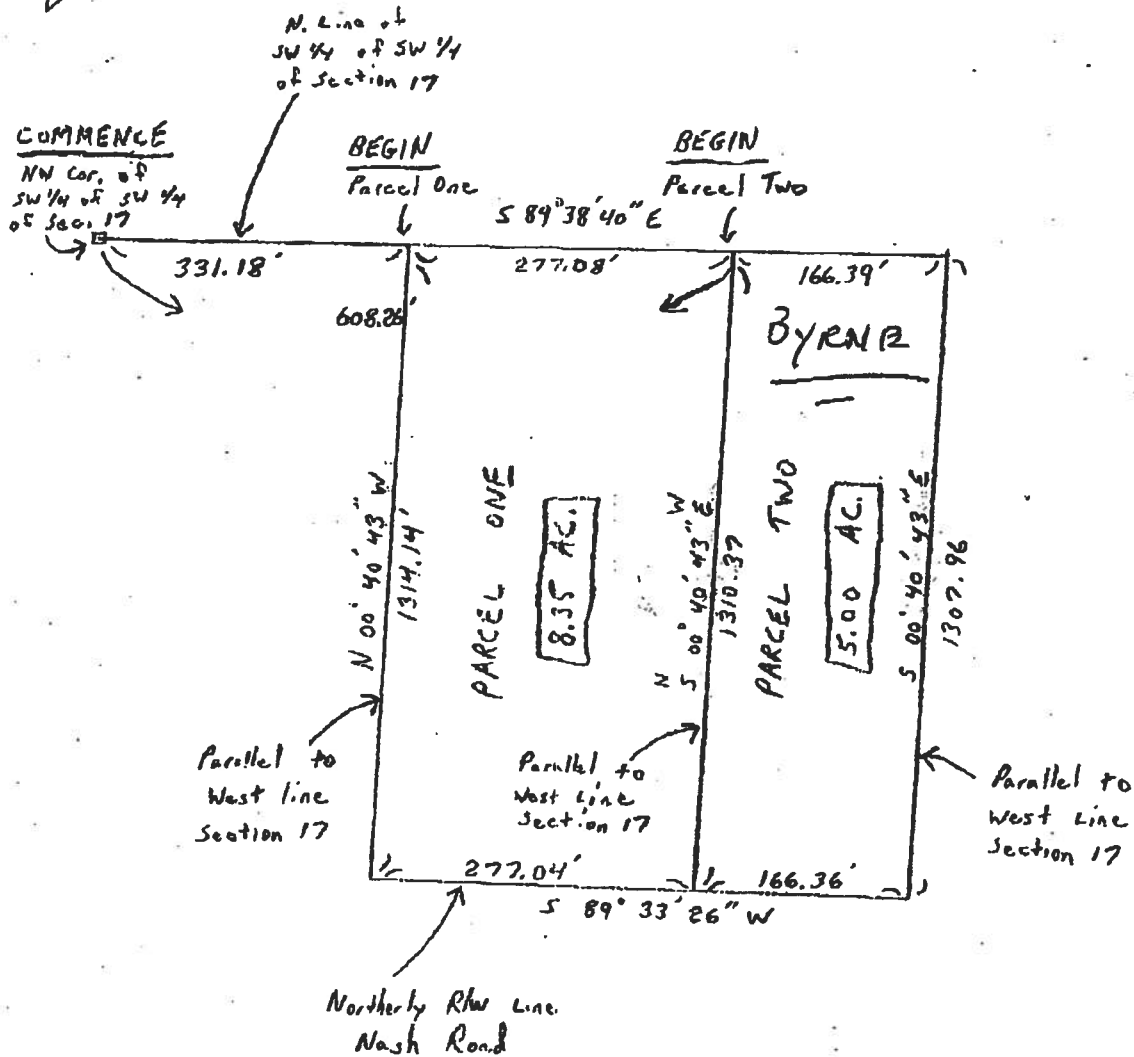 N. Line of
SW 1/4 of SW 1/4
of Section 17
COMMENCE
NW Cor. of
SW 1/4 of SW 1/4
of Sec. 17
BEGIN
Parcel One
BEGIN
Parcel Two
S 89° 38' 40" E
331.18'
277.08'
166.39'
608.26'
BYRNE
N 00° 40' 43" W
1314.14'
PARCEL ONE
8.35 AC.
N 00° 40' 43" W
S 00° 40' 43" E
1310.37
PARCEL TWO
5.00 AC.
S 00° 40' 43" E
1307.96
Parallel to
West line
Section 17
Parallel to
West Line
Section 17
Parallel to
West Line
Section 17
277.04'
166.36'
S 89° 33' 26" W
Northerly R/W Line
Nash Road